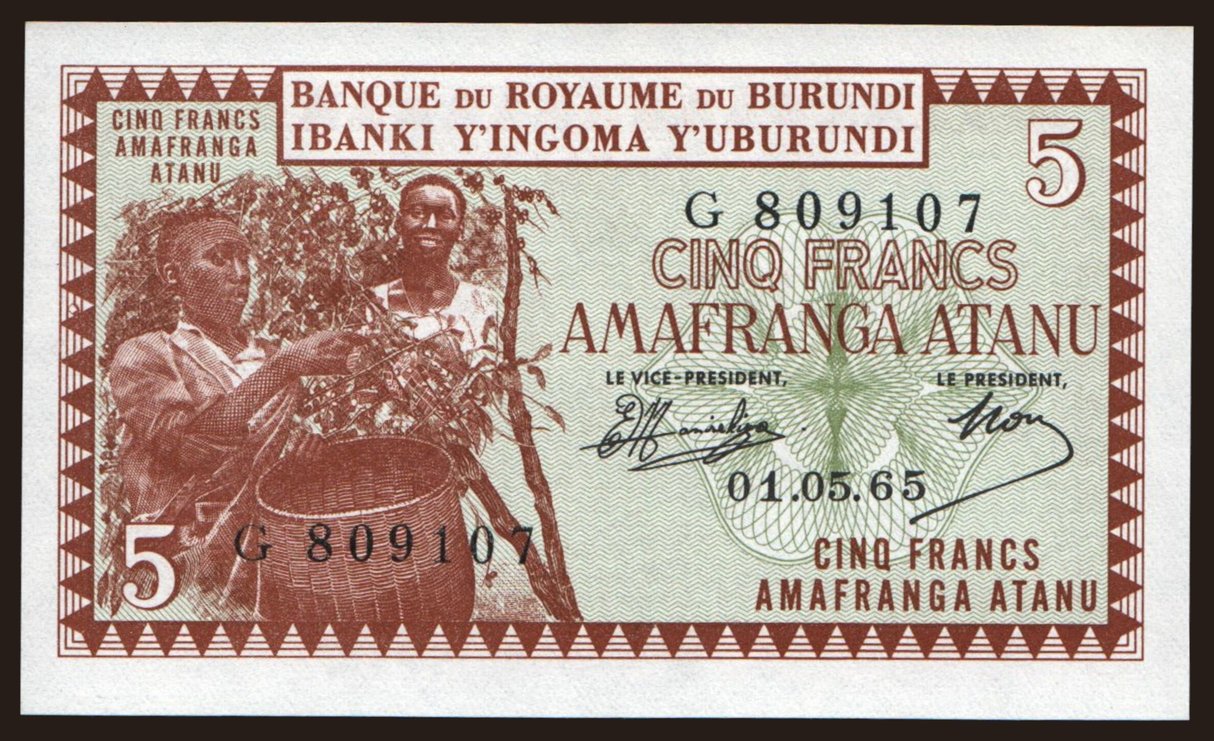 BANQUE DU ROYAUME DU BURUNDI
IBANKI Y'INGOMA Y'UBURUNDI
CINQ FRANCS
AMAFRANGA
ATANU
5
G 809107
CINQ FRANCS
AMAFRANGA ATANU
LE VICE-PRESIDENT,
LE PRESIDENT,
01.05.65
5
G 809107
CINQ FRANCS
AMAFRANGA ATANU